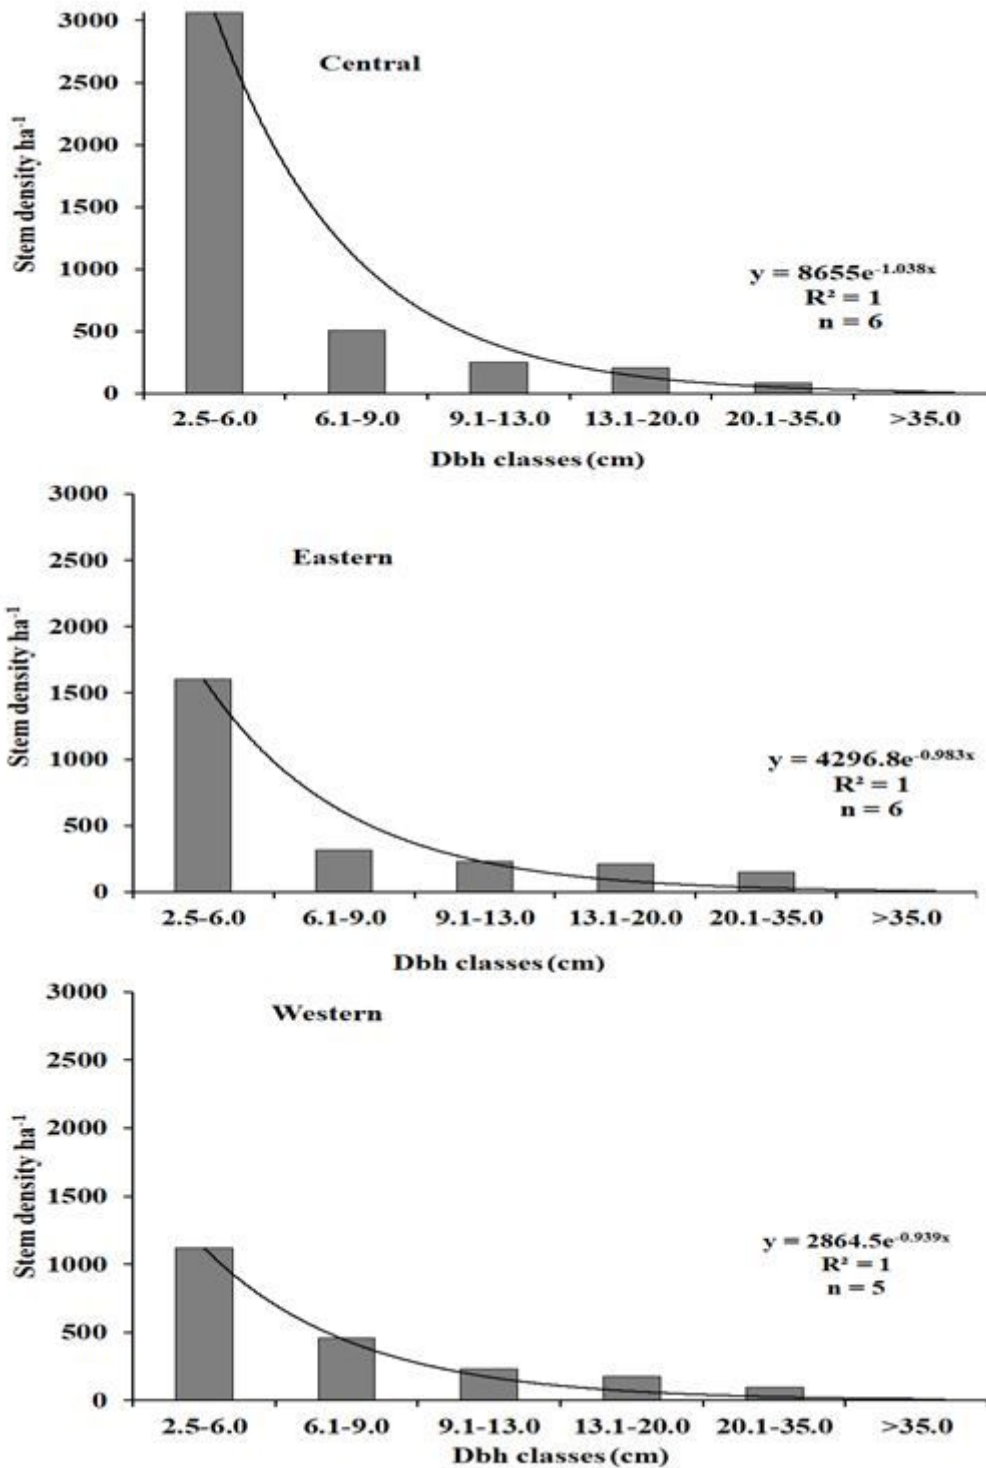 3000
2500
2000
1500
1000
500
0
Stem density ha⁻¹
Central
y = 8655e⁻¹·⁰³⁸ˣ
R² = 1
n = 6
2.5-6.0 6.1-9.0 9.1-13.0 13.1-20.0 20.1-35.0 >35.0
Dbh classes (cm)
3000
2500
2000
1500
1000
500
0
Stem density ha⁻¹
Eastern
y = 4296.8e⁻⁰·⁹⁸³ˣ
R² = 1
n = 6
2.5-6.0 6.1-9.0 9.1-13.0 13.1-20.0 20.1-35.0 >35.0
Dbh classes (cm)
3000
2500
2000
1500
1000
500
0
Stem density ha⁻¹
Western
y = 2864.5e⁻⁰·⁹³⁹ˣ
R² = 1
n = 5
2.5-6.0 6.1-9.0 9.1-13.0 13.1-20.0 20.1-35.0 >35.0
Dbh classes (cm)